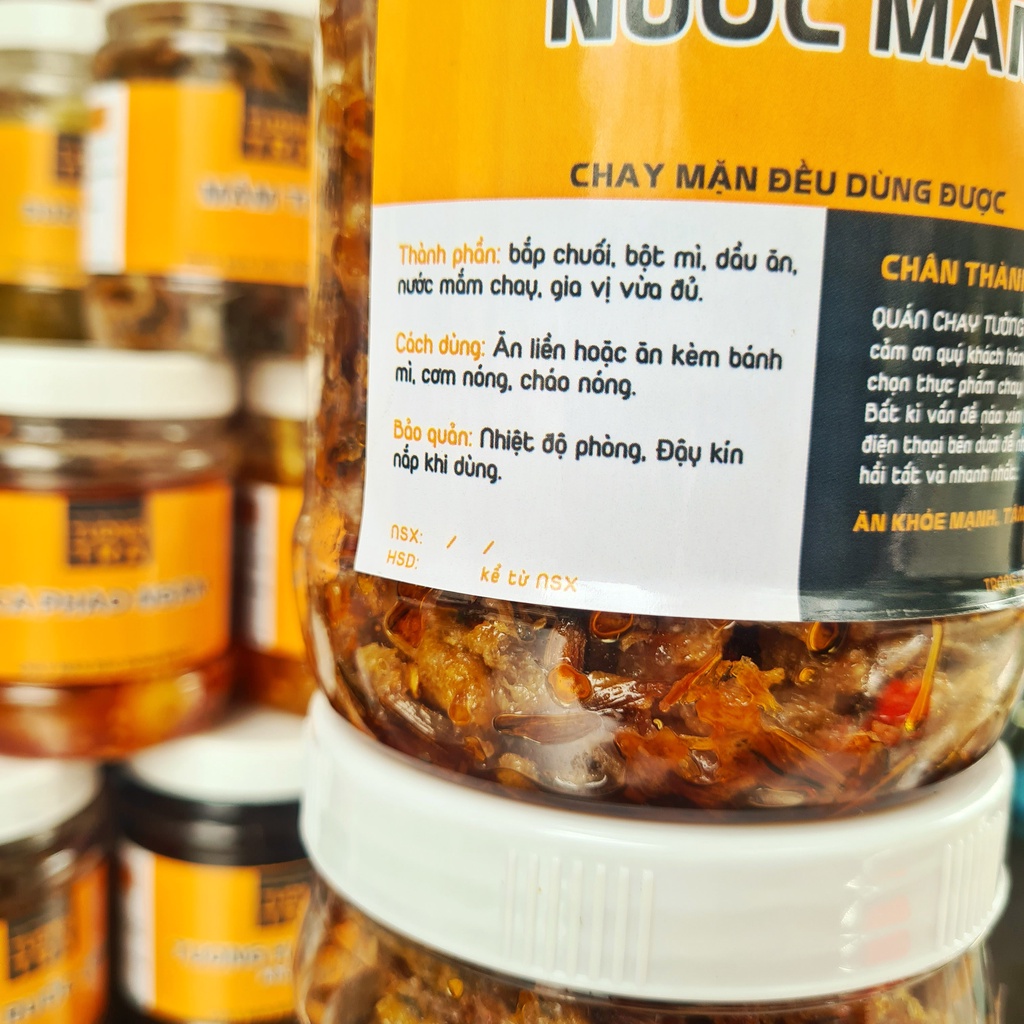 NƯỚC
CHAY MẶN ĐỀU DÙNG ĐƯỢC
Thành phần: bắp chuối, bột mì, dầu ăn,
nước mắm chay, gia vị vừa đủ.
Cách dùng: Ăn liền hoặc ăn kèm bánh
mì, cơm nóng, cháo nóng.
Bảo quản: Nhiệt độ phòng. Đậy kín
nắp khi dùng.
NSX: / /
HSD: kể từ NSX
CHÂN THÀNH
QUÁN CHAY TƯỜNG
cảm ơn quý khách hàng
chọn thực phẩm chay
Bất kì vấn đề nào xin
điện thoại bên dưới để
hồi tất và nhanh nhất.
ĂN KHỎE MẠNH.